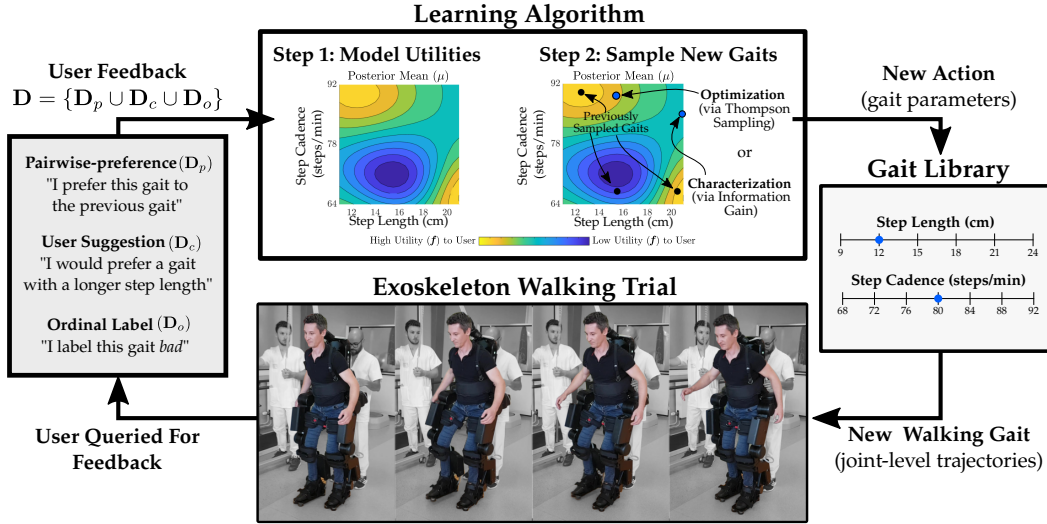 Learning Algorithm
Step 1: Model Utilities
Posterior Mean (μ)
92
78
64
Step Cadence
(steps/min)
12 14 16 18 20
Step Length (cm)
Step 2: Sample New Gaits
Posterior Mean (μ)
92
78
64
Step Cadence
(steps/min)
12 14 16 18 20
Step Length (cm)
Previously
Sampled Gaits
Optimization
(via Thompson
Sampling)
or
Characterization
(via Information
Gain)
High Utility (f) to User
Low Utility (f) to User
New Action
(gait parameters)
Gait Library
Step Length (cm)
9 12 16 18 21 24
Step Cadence (steps/min)
68 72 76 80 84 88 92
New Walking Gait
(joint-level trajectories)
Exoskeleton Walking Trial
User Queried For
Feedback
User Feedback
D = {Dₚ ∪ D꜀ ∪ Dₒ}
Pairwise-preference (Dₚ)
"I prefer this gait to
the previous gait"
User Suggestion (D꜀)
"I would prefer a gait
with a longer step length"
Ordinal Label (Dₒ)
"I label this gait bad"